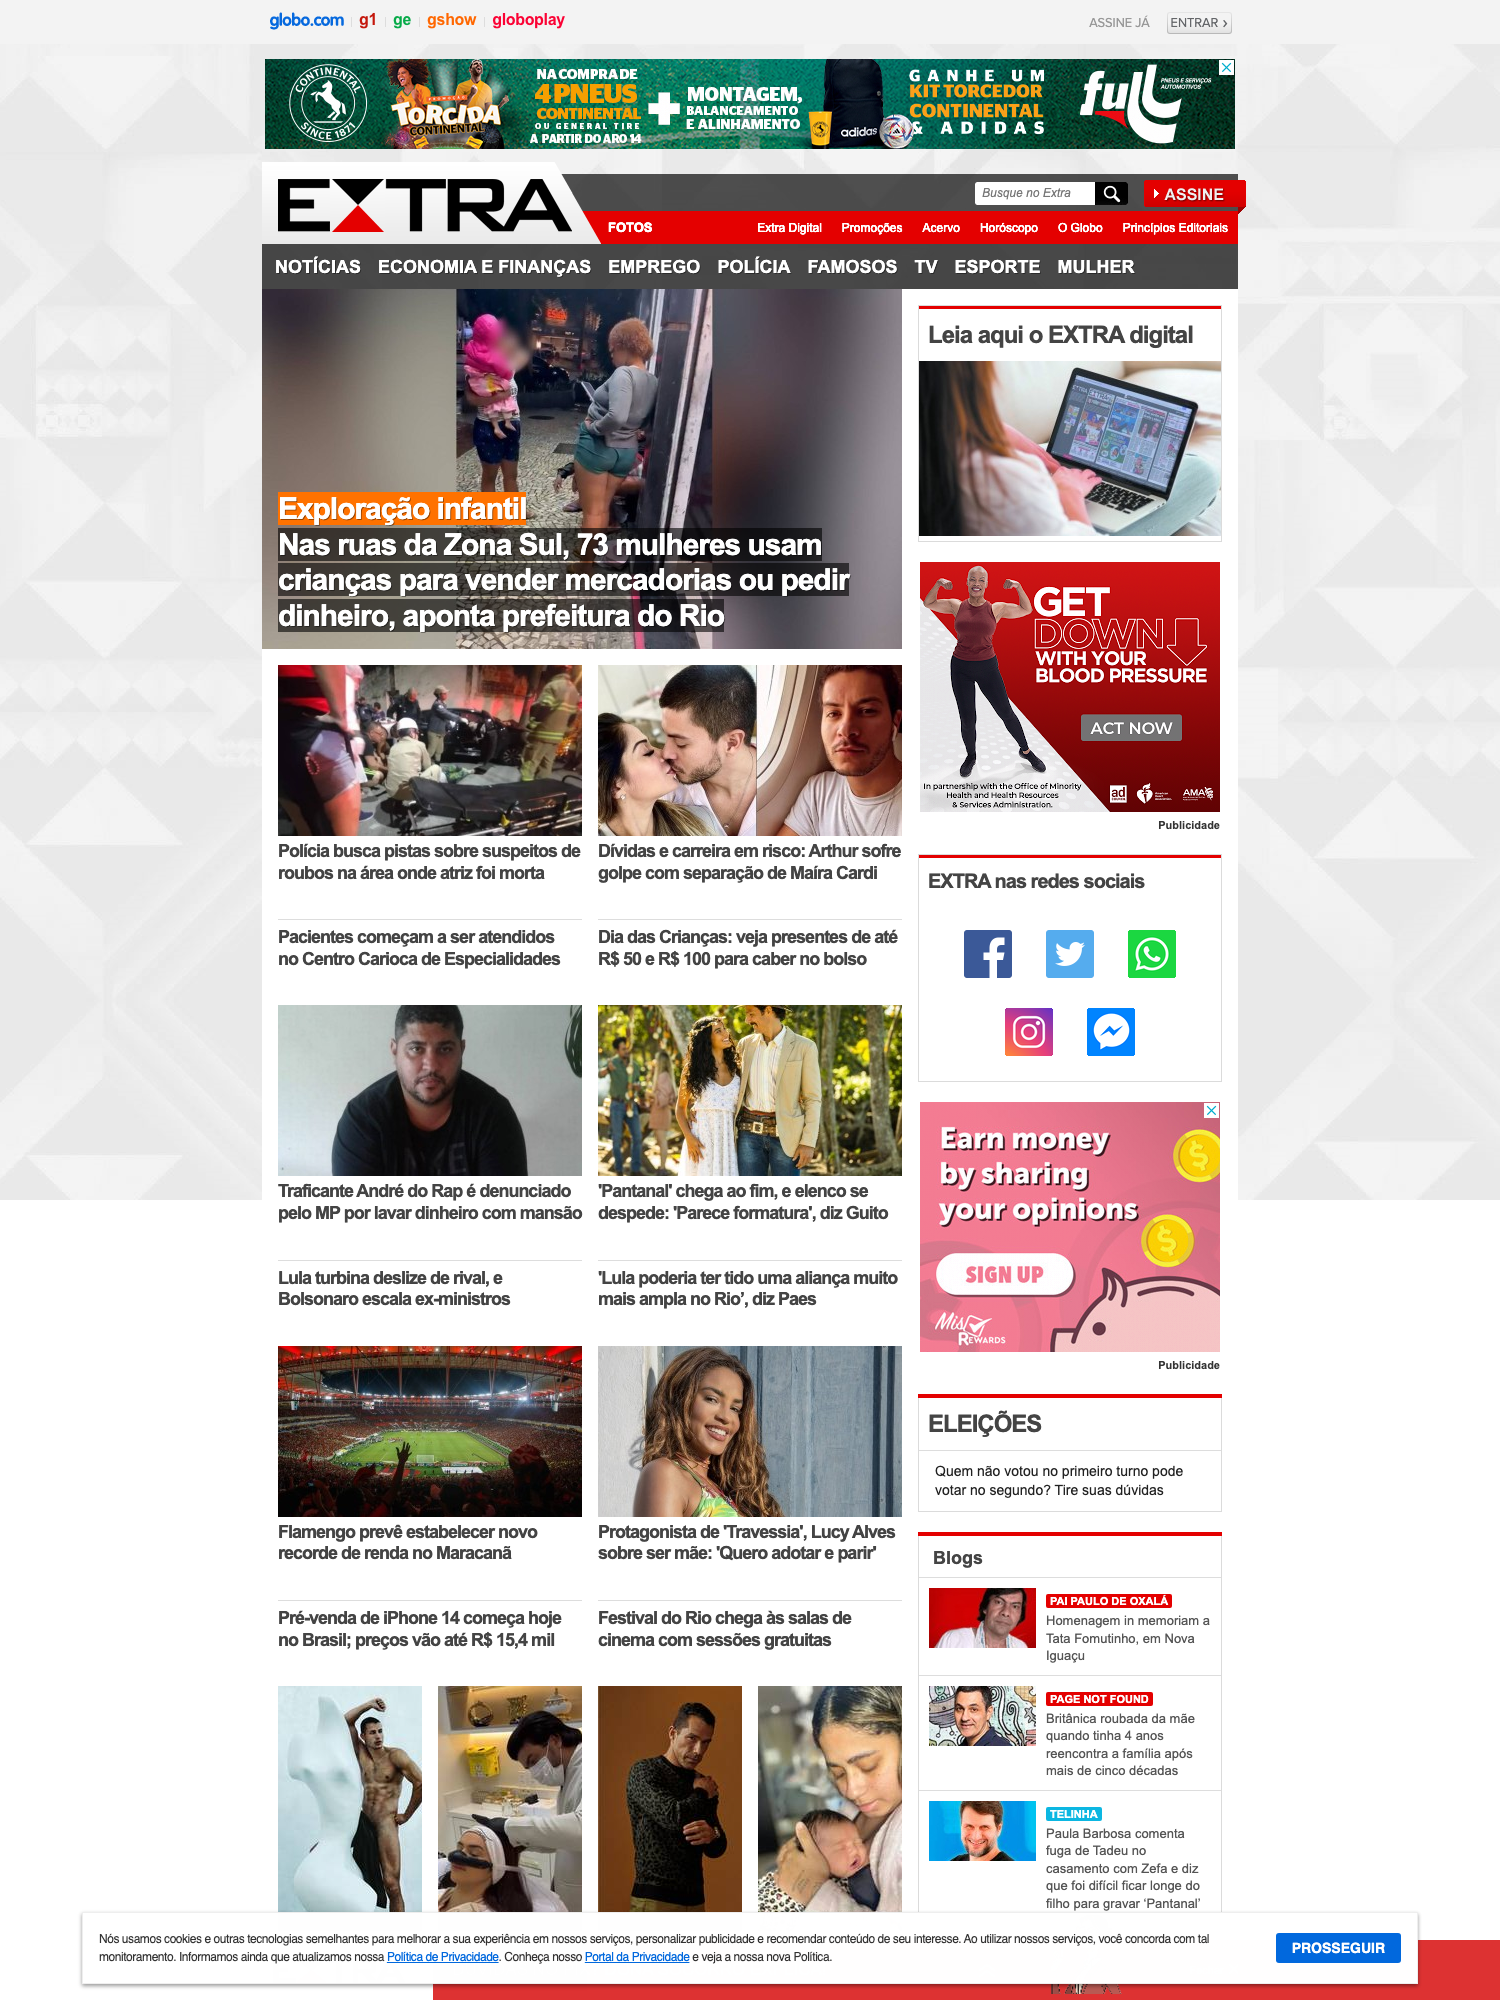 globo.com g1 ge gshow globoplay
ASSINE JÁ ENTRAR ›
CONTINENTAL
SINCE 1871
TORCIDA
CONTINENTAL
NA COMPRA DE
4 PNEUS
CONTINENTAL
OU GENERAL TIRE
A PARTIR DO ARO 14
+
MONTAGEM,
BALANCEAMENTO
E ALINHAMENTO
adidas
GANHE UM
KIT TORCEDOR
CONTINENTAL
& ADIDAS
full
PNEUS E SERVIÇOS
AUTOMOTIVOS
EXTRA
Busque no Extra
ASSINE
FOTOS
Extra Digital Promoções Acervo Horóscopo O Globo Princípios Editoriais
NOTÍCIAS ECONOMIA E FINANÇAS EMPREGO POLÍCIA FAMOSOS TV ESPORTE MULHER
Exploração infantil
Nas ruas da Zona Sul, 73 mulheres usam
crianças para vender mercadorias ou pedir
dinheiro, aponta prefeitura do Rio
Polícia busca pistas sobre suspeitos de
roubos na área onde atriz foi morta
Dívidas e carreira em risco: Arthur sofre
golpe com separação de Maíra Cardi
Pacientes começam a ser atendidos
no Centro Carioca de Especialidades
Dia das Crianças: veja presentes de até
R$ 50 e R$ 100 para caber no bolso
Traficante André do Rap é denunciado
pelo MP por lavar dinheiro com mansão
'Pantanal' chega ao fim, e elenco se
despede: 'Parece formatura', diz Guito
Lula turbina deslize de rival, e
Bolsonaro escala ex-ministros
'Lula poderia ter tido uma aliança muito
mais ampla no Rio’, diz Paes
Flamengo prevê estabelecer novo
recorde de renda no Maracanã
Protagonista de 'Travessia', Lucy Alves
sobre ser mãe: 'Quero adotar e parir'
Pré-venda de iPhone 14 começa hoje
no Brasil; preços vão até R$ 15,4 mil
Festival do Rio chega às salas de
cinema com sessões gratuitas
Leia aqui o EXTRA digital
GET
DOWN
WITH YOUR
BLOOD PRESSURE
ACT NOW
In partnership with the Office of Minority
Health and Health Resources
& Services Administration.
ad
AMA
Publicidade
EXTRA nas redes sociais
Earn money
by sharing
your opinions
SIGN UP
Mis
REWARDS
Publicidade
ELEIÇÕES
Quem não votou no primeiro turno pode
votar no segundo? Tire suas dúvidas
Blogs
PAI PAULO DE OXALÁ
Homenagem in memoriam a
Tata Fomutinho, em Nova
Iguaçu
PAGE NOT FOUND
Britânica roubada da mãe
quando tinha 4 anos
reencontra a família após
mais de cinco décadas
TELINHA
Paula Barbosa comenta
fuga de Tadeu no
casamento com Zefa e diz
que foi difícil ficar longe do
filho para gravar ‘Pantanal’
Nós usamos cookies e outras tecnologias semelhantes para melhorar a sua experiência em nossos serviços, personalizar publicidade e recomendar conteúdo de seu interesse. Ao utilizar nossos serviços, você concorda com tal
monitoramento. Informamos ainda que atualizamos nossa Política de Privacidade. Conheça nosso Portal da Privacidade e veja a nossa nova Política.
PROSSEGUIR